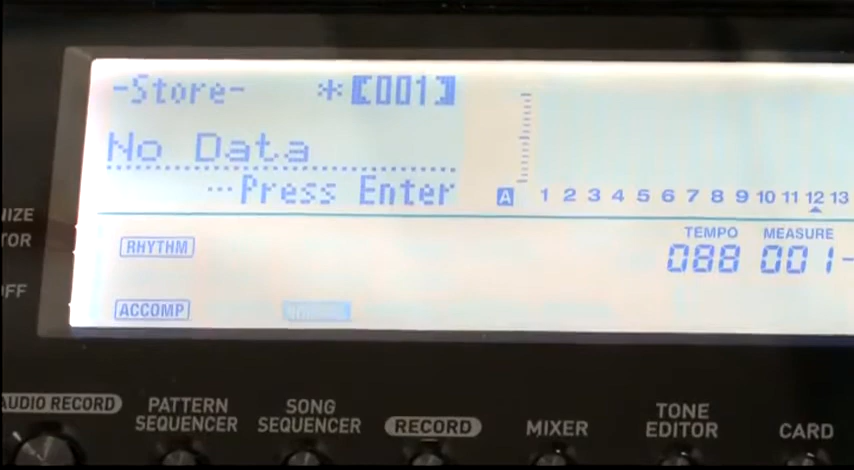 -Store- *[001]
No Data
...Press Enter
A 1 2 3 4 5 6 7 8 9 10 11 12 13
TEMPO MEASURE
RHYTHM 088 001-
ACCOMP NORMAL
IZE
TOR
FF
AUDIO RECORD
PATTERN SEQUENCER
SONG SEQUENCER
RECORD
MIXER
TONE EDITOR
CARD